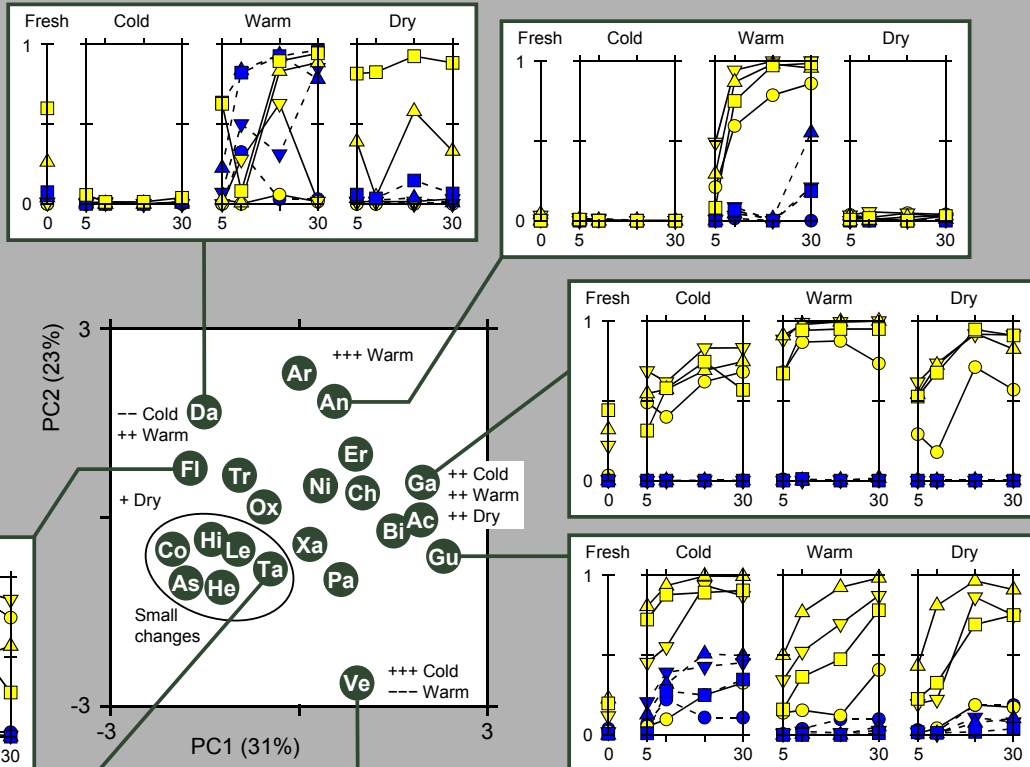 Fresh Cold Warm Dry
1
0
0 5 30 30 5 30
Fresh Cold Warm Dry
1
0
0 5 30 5 30 5 30
Fresh Cold Warm Dry
1
0
0 5 30 5 30 5 30
Fresh Cold Warm Dry
1
0
0 5 30 5 30 5 30
30
PC2 (23%)
3
-3
-3
3
PC1 (31%)
+++ Warm
Ar
An
Da
-- Cold
++ Warm
Er
Fl
Tr
Ni
Ch
Ga
++ Cold
++ Warm
++ Dry
+ Dry
Ox
Ac
Bi
Hi
Co
Le
Xa
Gu
Ta
As
He
Pa
Small
changes
Ve
+++ Cold
--- Warm